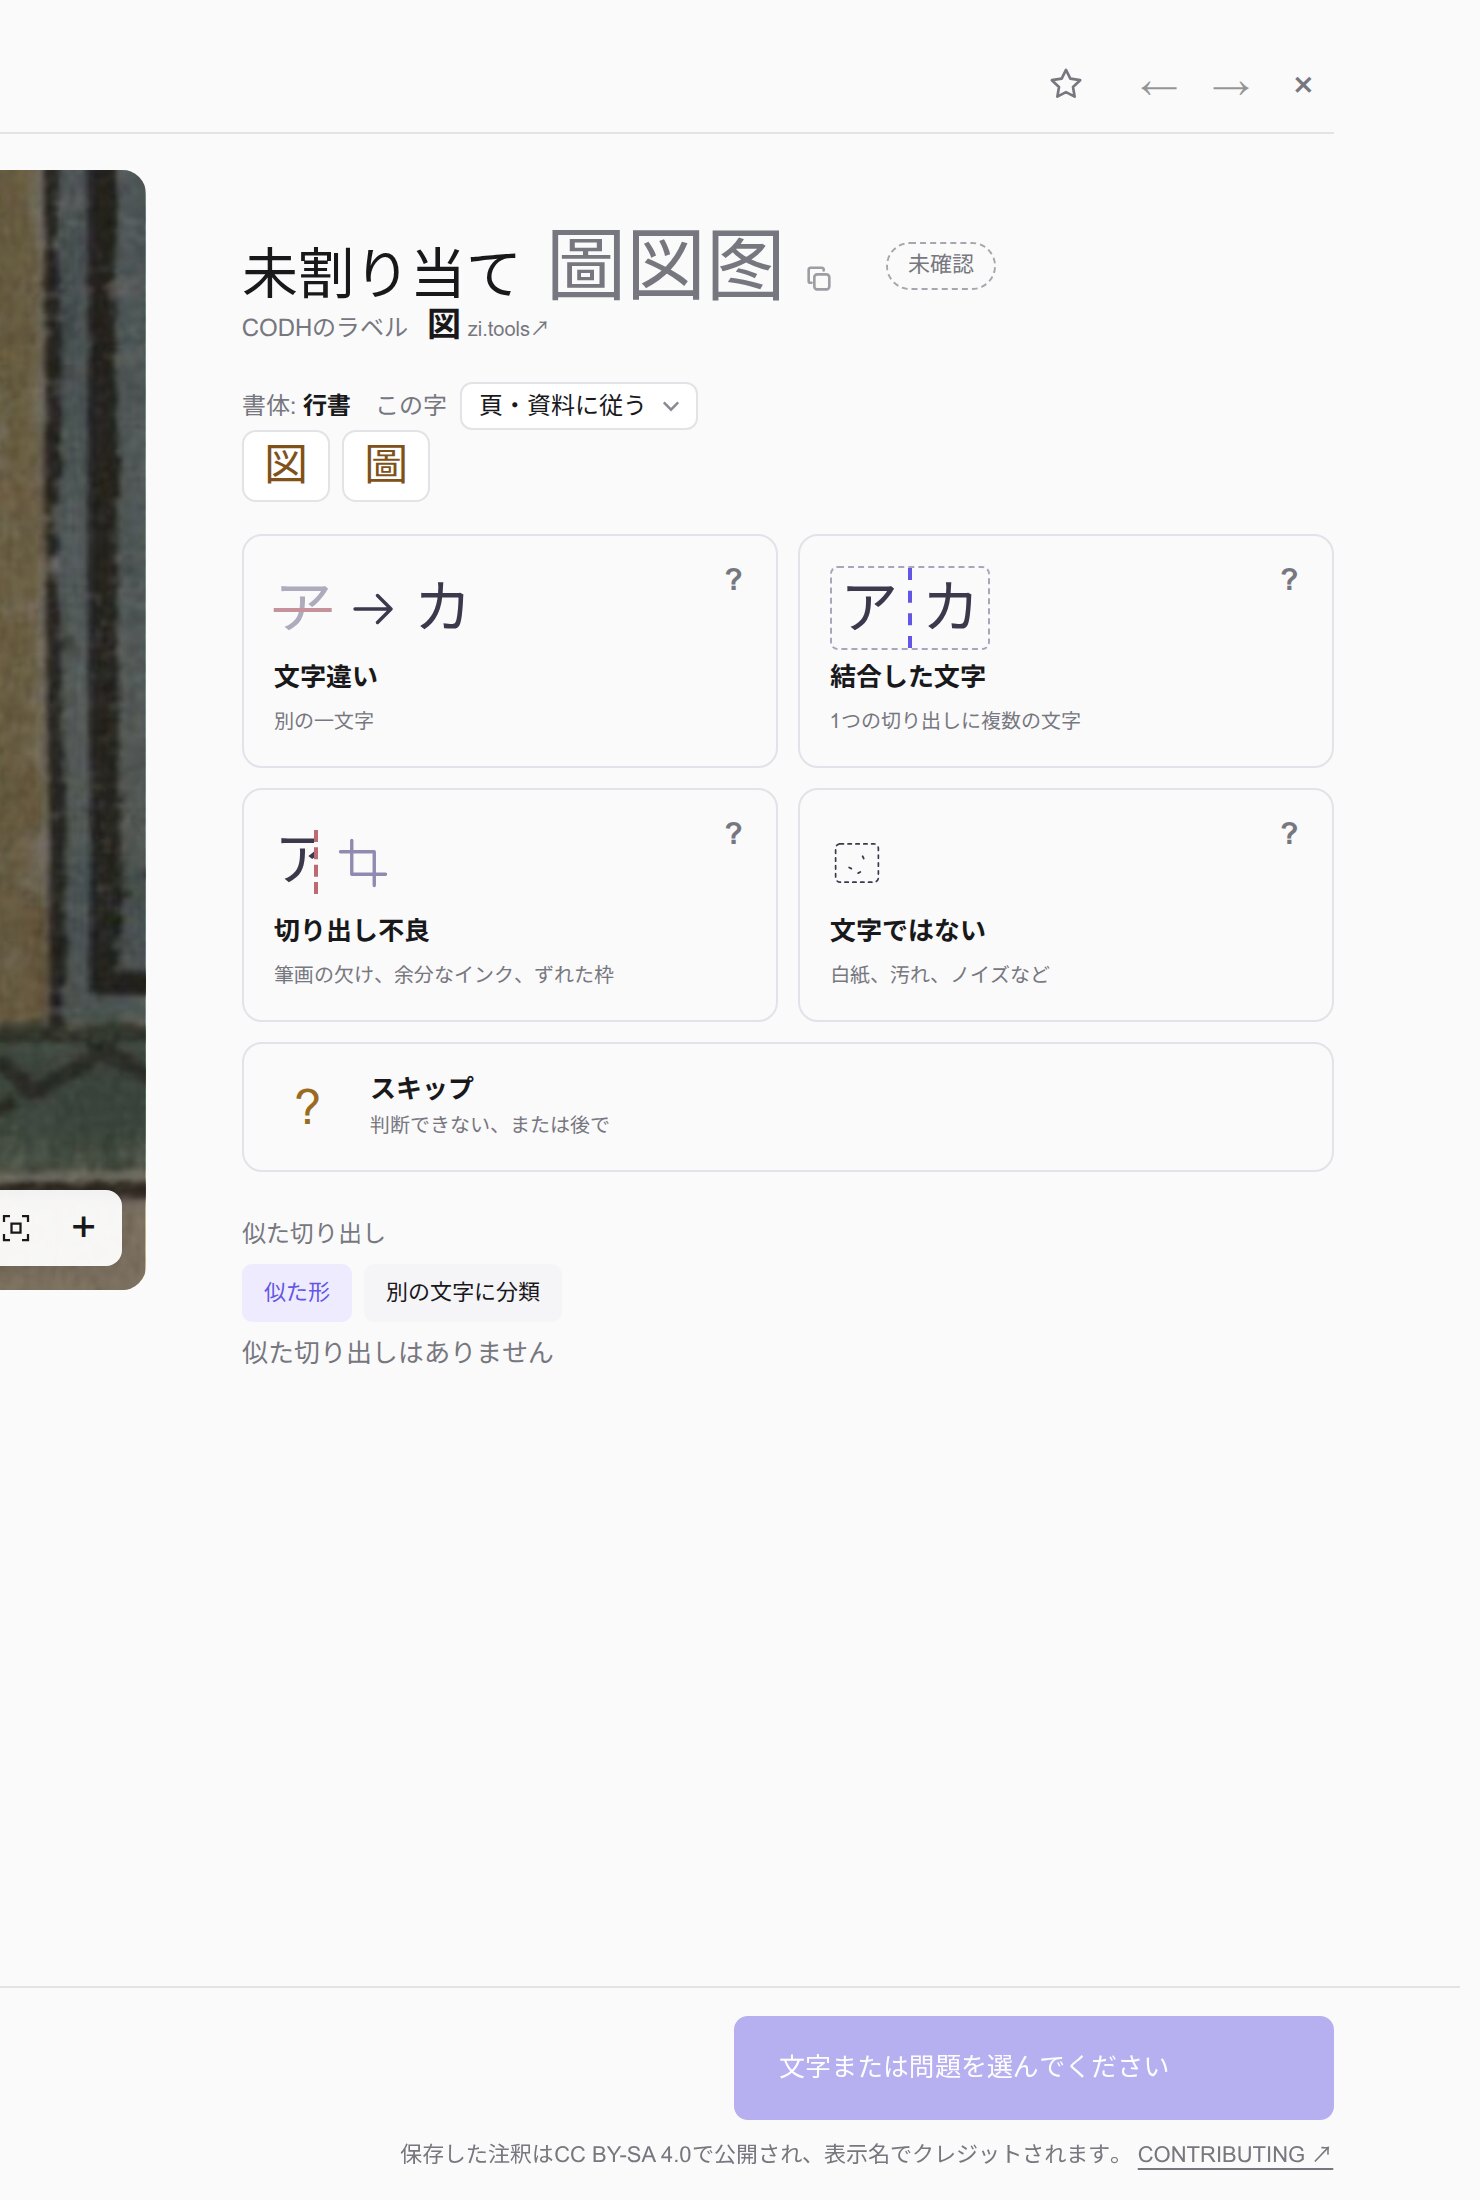 未割り当て 圖図图 未確認
CODHのラベル 図 zi.tools↗
書体: 行書 この字 頁・資料に従う
図 圖
ア → カ ?
文字違い
別の一文字
ア カ ?
結合した文字
1つの切り出しに複数の文字
ア ?
切り出し不良
筆画の欠け、余分なインク、ずれた枠
?
文字ではない
白紙、汚れ、ノイズなど
? スキップ
判断できない、または後で
似た切り出し
似た形 別の文字に分類
似た切り出しはありません
文字または問題を選んでください
保存した注釈はCC BY-SA 4.0で公開され、表示名でクレジットされます。 CONTRIBUTING ↗